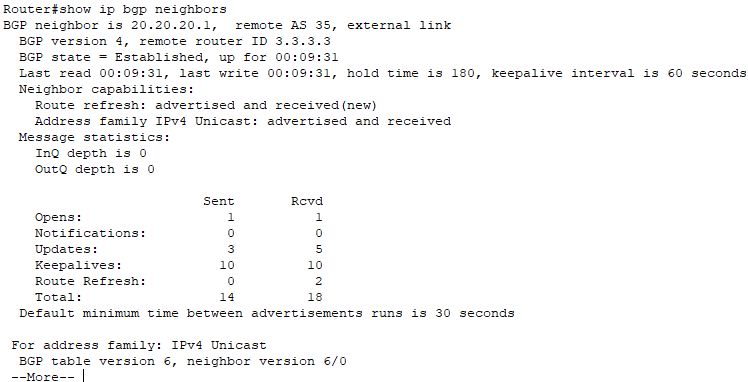 Router#show ip bgp neighbors
BGP neighbor is 20.20.20.1,  remote AS 35, external link
  BGP version 4, remote router ID 3.3.3.3
  BGP state = Established, up for 00:09:31
  Last read 00:09:31, last write 00:09:31, hold time is 180, keepalive interval is 60 seconds
  Neighbor capabilities:
    Route refresh: advertised and received(new)
    Address family IPv4 Unicast: advertised and received
  Message statistics:
    InQ depth is 0
    OutQ depth is 0
                         Sent       Rcvd
    Opens:                  1          1
    Notifications:          0          0
    Updates:                3          5
    Keepalives:            10         10
    Route Refresh:          0          2
    Total:                 14         18
  Default minimum time between advertisements runs is 30 seconds
 For address family: IPv4 Unicast
  BGP table version 6, neighbor version 6/0
 --More--